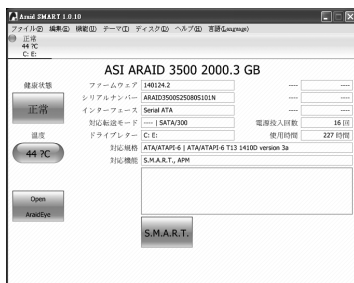 Araid SMART 1.0.10
ファイル(F) 編集(E) 機能(U) テーマ(T) ディスク(D) ヘルプ(H) 言語(Language)
正常
44 ?C
C: E:
ASI ARAID 3500 2000.3 GB
健康状態
正常
温度
44 ?C
Open
AraidEye
ファームウェア 140124.2 ---- ----
シリアルナンバー ARAID3500S25080S101N ---- ----
インターフェース Serial ATA ---- ----
対応転送モード ---- | SATA/300 電源投入回数 16 回
ドライブレター C: E: 使用時間 227 時間
対応規格 ATA/ATAPI-6 | ATA/ATAPI-6 T13 1410D version 3a
対応機能 S.M.A.R.T., APM
S.M.A.R.T.